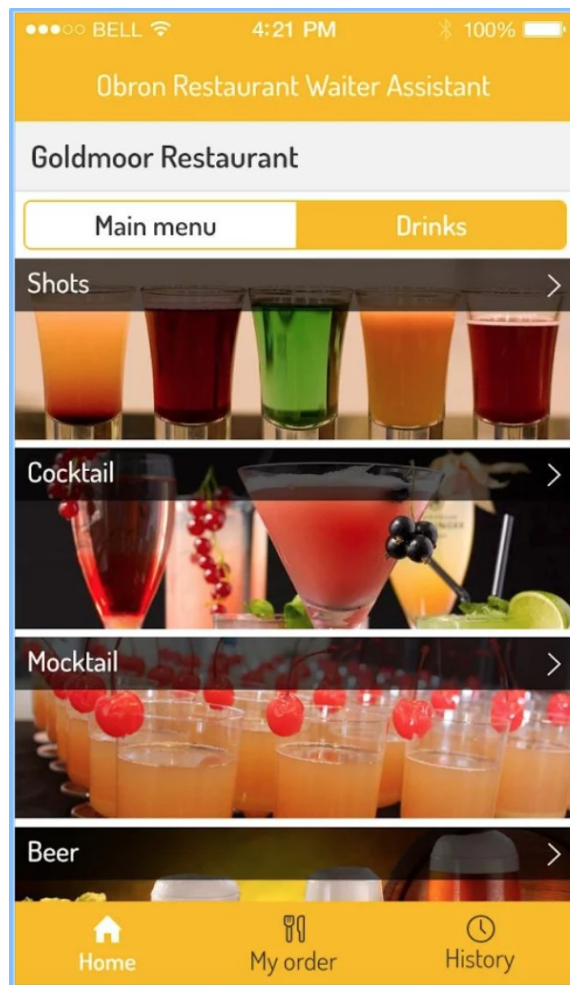 BELL 4:21 PM 100%
Obron Restaurant Waiter Assistant
Goldmoor Restaurant
Main menu Drinks
Shots
Cocktail
Mocktail
Beer
Home My order History